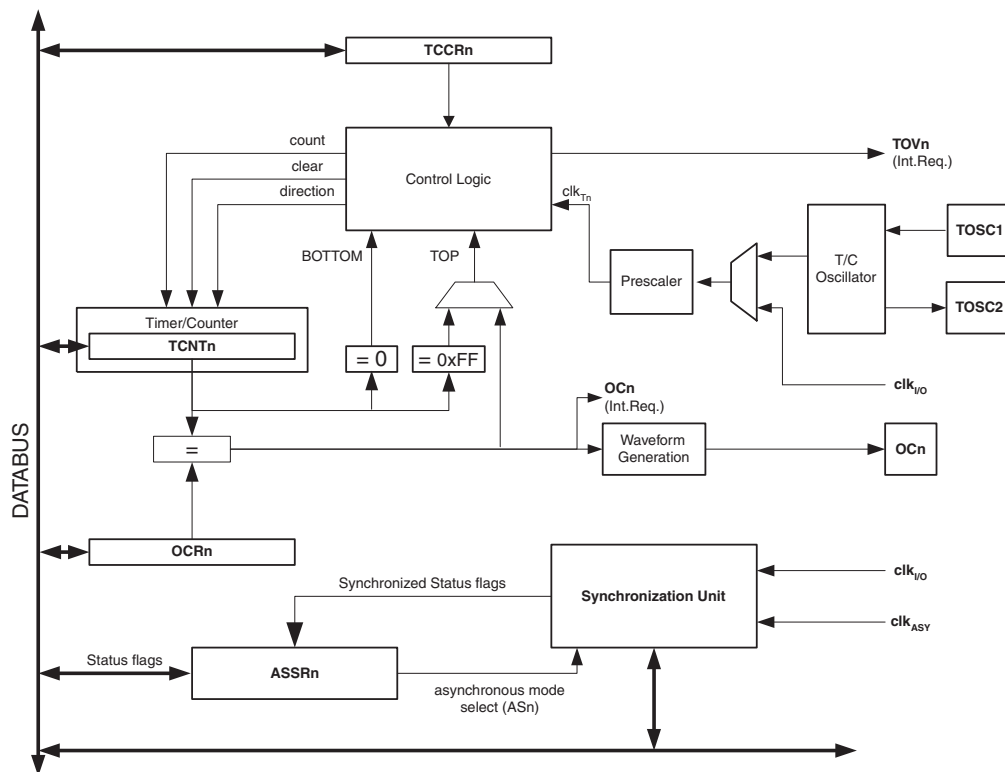 TCCRn
count
clear
direction
Control Logic
TOVn
(Int.Req.)
clkTn
BOTTOM
TOP
Prescaler
T/C
Oscillator
TOSC1
TOSC2
Timer/Counter
TCNTn
= 0
= 0xFF
OCn
(Int.Req.)
clkI/O
=
Waveform
Generation
OCn
DATABUS
OCRn
Synchronized Status flags
Synchronization Unit
clkI/O
clkASY
Status flags
ASSRn
asynchronous mode
select (ASn)